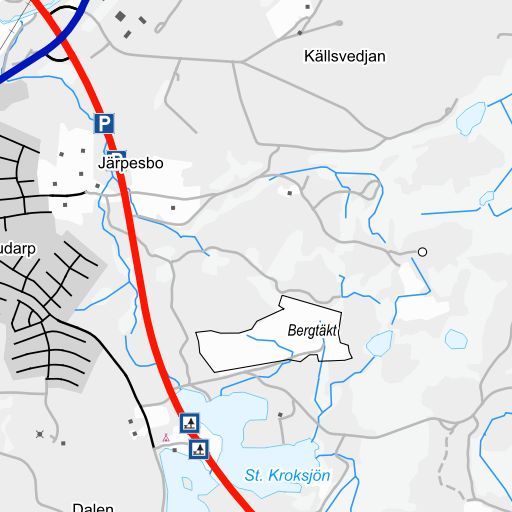 Källsvedjan
P
Järpesbo
udarp
Bergtäkt
St. Kroksjön
Dalen